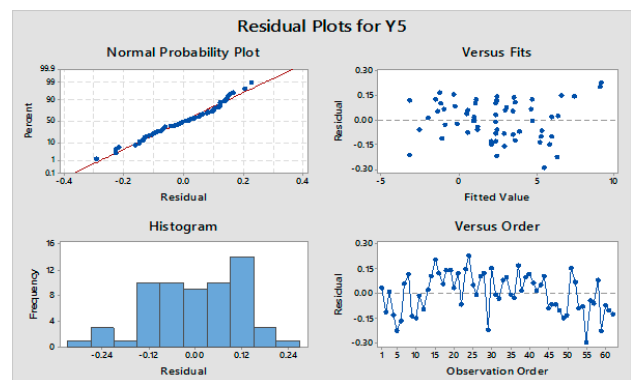 Residual Plots for Y5
Normal Probability Plot
99.9
99
90
50
10
1
0.1
Percent
-0.4
-0.2
0.0
0.2
0.4
Residual
Versus Fits
0.30
0.15
0.00
-0.15
-0.30
Residual
-5
0
5
10
Fitted Value
Histogram
16
12
8
4
0
Frequency
-0.24
-0.12
0.00
0.12
0.24
Residual
Versus Order
0.30
0.15
0.00
-0.15
-0.30
Residual
1 5 10 15 20 25 30 35 40 45 50 55 60
Observation Order